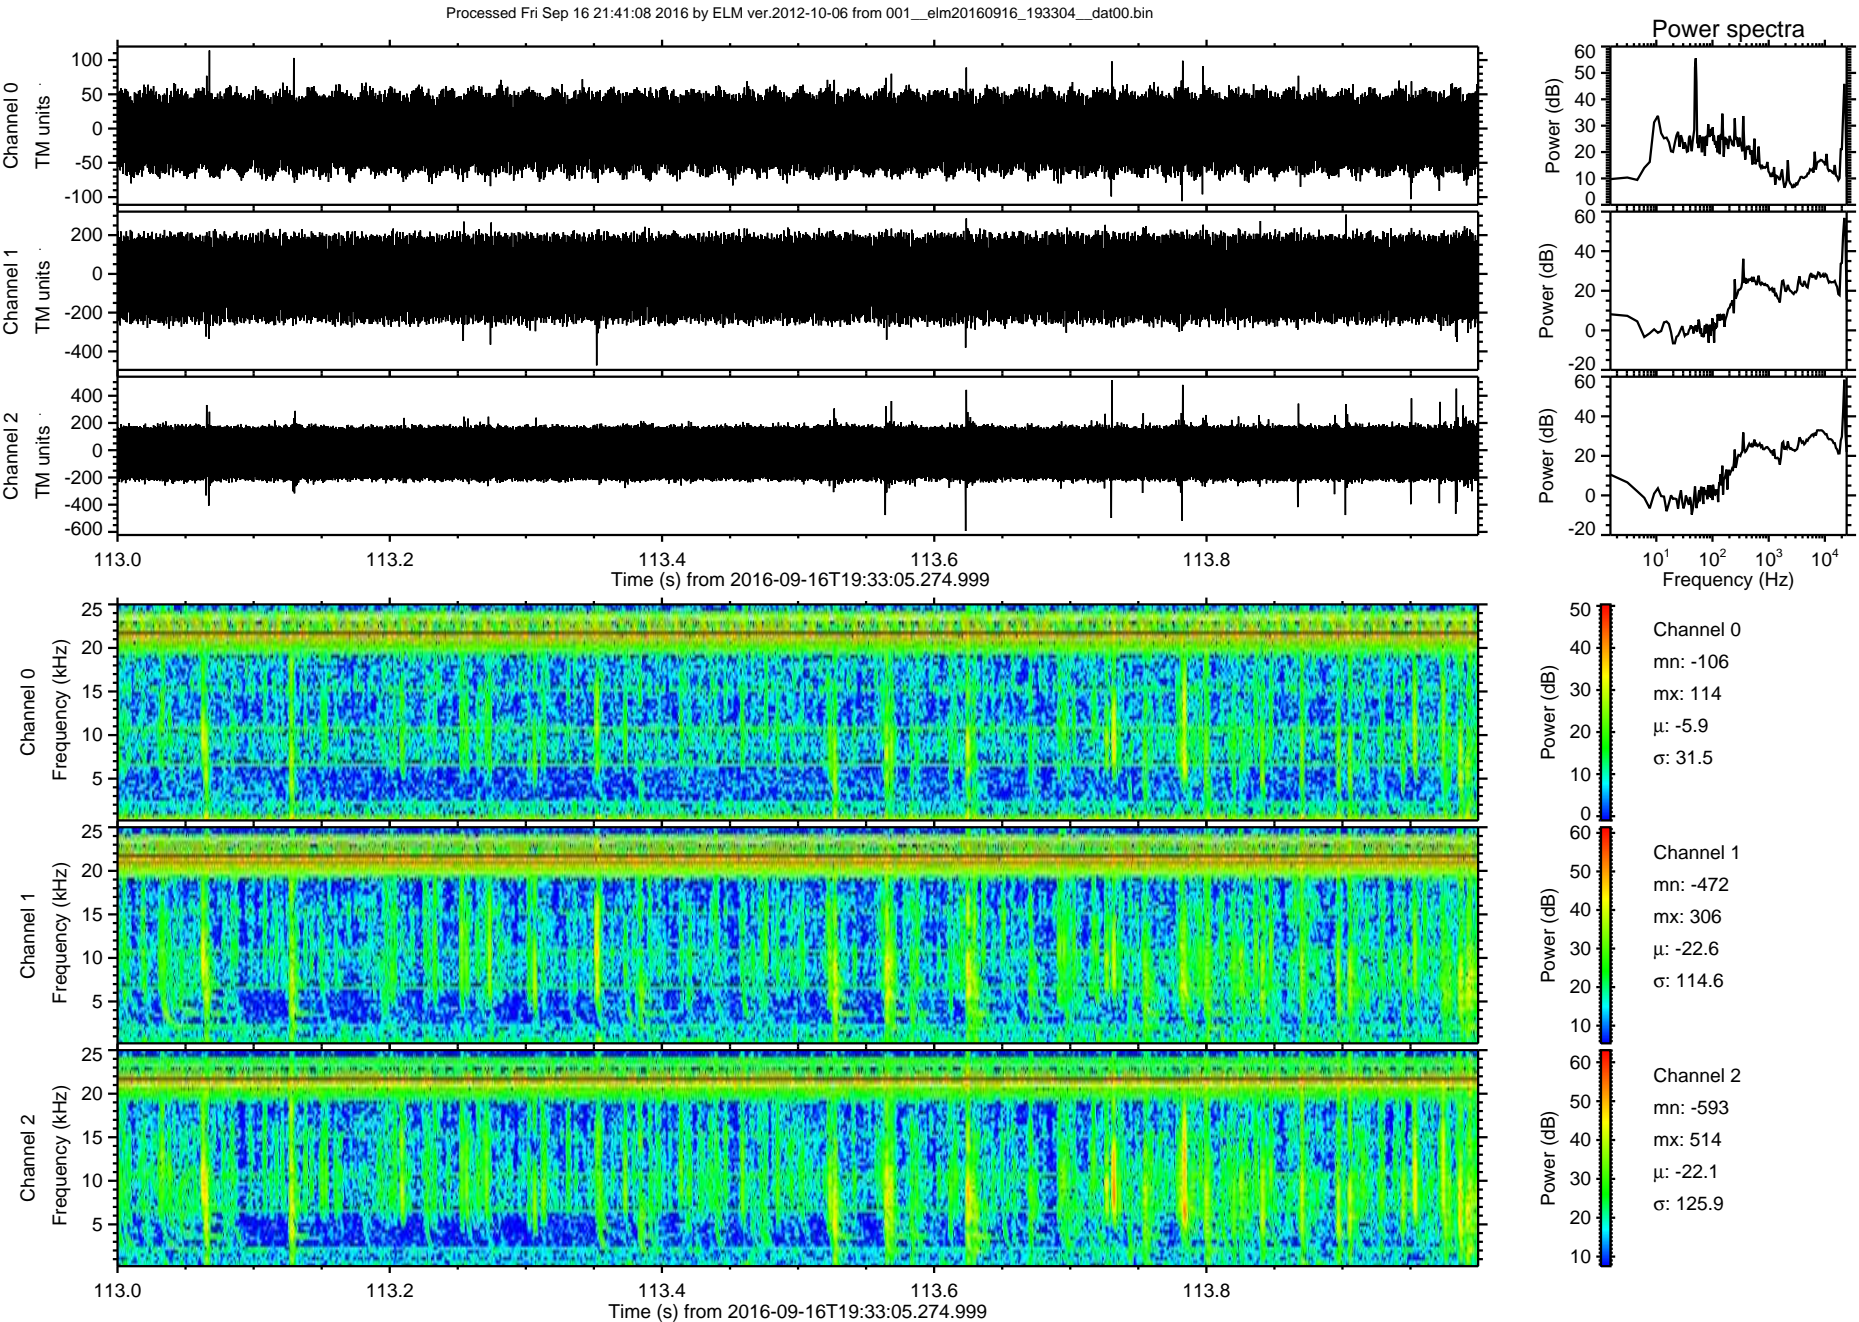 Processed Fri Sep 16 21:41:08 2016 by ELM ver.2012-10-06 from 001__elm20160916_193304__dat00.bin
Power spectra
Channel 0
TM units
100
50
0
-50
-100
Power (dB)
60
50
40
30
20
10
0
Channel 1
TM units
200
0
-200
-400
Power (dB)
60
40
20
0
-20
Channel 2
TM units
400
200
0
-200
-400
-600
Power (dB)
60
40
20
0
-20
113.0 113.2 113.4 113.6 113.8
Time (s) from 2016-09-16T19:33:05.274.999
10^1 10^2 10^3 10^4
Frequency (Hz)
Channel 0
Frequency (kHz)
25
20
15
10
5
Power (dB)
50
40
30
20
10
0
Channel 0
mn: -106
mx: 114
μ: -5.9
σ: 31.5
Channel 1
Frequency (kHz)
25
20
15
10
5
Power (dB)
60
50
40
30
20
10
Channel 1
mn: -472
mx: 306
μ: -22.6
σ: 114.6
Channel 2
Frequency (kHz)
25
20
15
10
5
Power (dB)
60
50
40
30
20
10
Channel 2
mn: -593
mx: 514
μ: -22.1
σ: 125.9
113.0 113.2 113.4 113.6 113.8
Time (s) from 2016-09-16T19:33:05.274.999